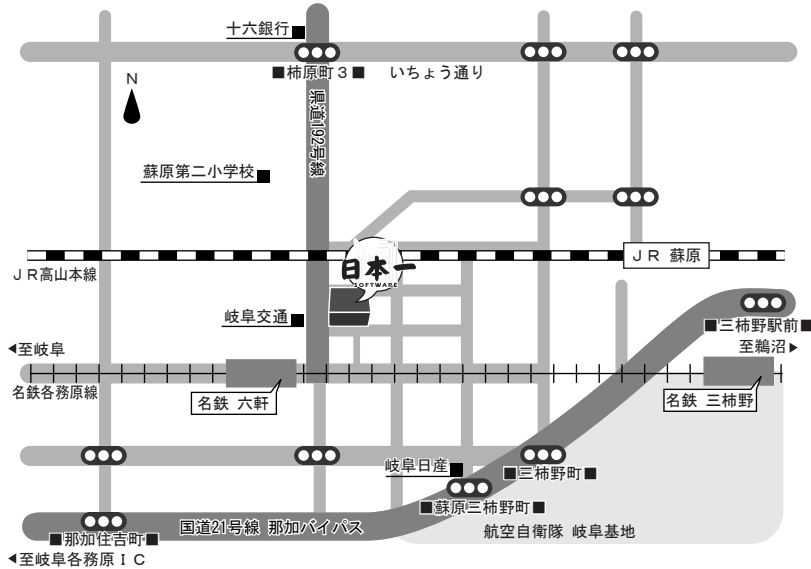 十六銀行
■柿原町3■
いちょう通り
N
県道192号線
蘇原第二小学校
日本一
SOFTWARE
JR 蘇原
JR高山本線
岐阜交通
■三柿野駅前■
◀至岐阜
至鵜沼▶
名鉄各務原線
名鉄 六軒
名鉄 三柿野
岐阜日産
■三柿野町■
■蘇原三柿野町■
国道21号線 那加バイパス
航空自衛隊 岐阜基地
■那加住吉町■
◀至岐阜各務原IC